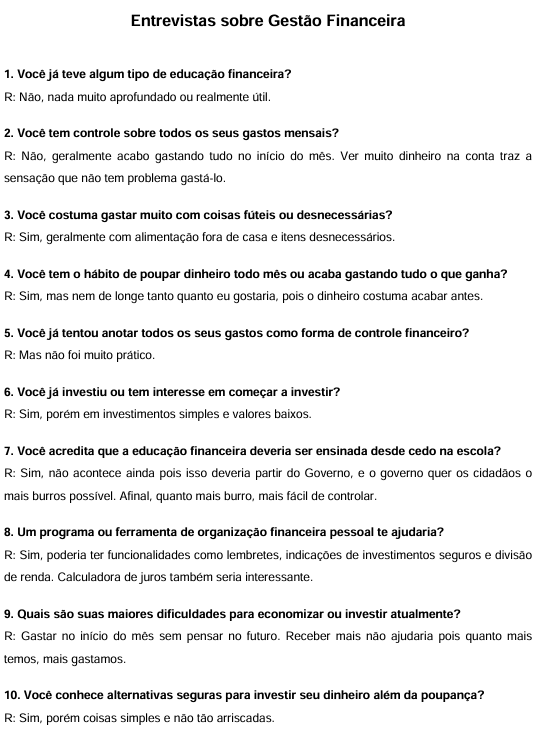 Entrevistas sobre Gestão Financeira
1. Você já teve algum tipo de educação financeira?
R: Não, nada muito aprofundado ou realmente útil.
2. Você tem controle sobre todos os seus gastos mensais?
R: Não, geralmente acabo gastando tudo no início do mês. Ver muito dinheiro na conta traz a
sensação que não tem problema gastá-lo.
3. Você costuma gastar muito com coisas fúteis ou desnecessárias?
R: Sim, geralmente com alimentação fora de casa e itens desnecessários.
4. Você tem o hábito de poupar dinheiro todo mês ou acaba gastando tudo o que ganha?
R: Sim, mas nem de longe tanto quanto eu gostaria, pois o dinheiro costuma acabar antes.
5. Você já tentou anotar todos os seus gastos como forma de controle financeiro?
R: Mas não foi muito prático.
6. Você já investiu ou tem interesse em começar a investir?
R: Sim, porém em investimentos simples e valores baixos.
7. Você acredita que a educação financeira deveria ser ensinada desde cedo na escola?
R: Sim, não acontece ainda pois isso deveria partir do Governo, e o governo quer os cidadãos o
mais burros possível. Afinal, quanto mais burro, mais fácil de controlar.
8. Um programa ou ferramenta de organização financeira pessoal te ajudaria?
R: Sim, poderia ter funcionalidades como lembretes, indicações de investimentos seguros e divisão
de renda. Calculadora de juros também seria interessante.
9. Quais são suas maiores dificuldades para economizar ou investir atualmente?
R: Gastar no início do mês sem pensar no futuro. Receber mais não ajudaria pois quanto mais
temos, mais gastamos.
10. Você conhece alternativas seguras para investir seu dinheiro além da poupança?
R: Sim, porém coisas simples e não tão arriscadas.